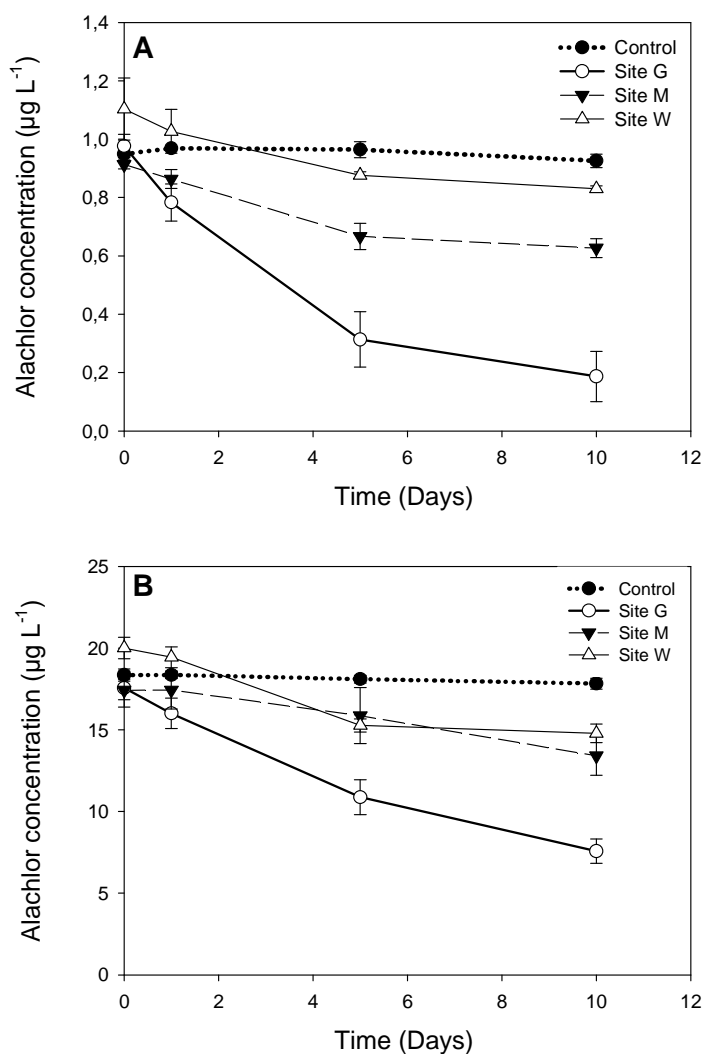 A
Control
Site G
Site M
Site W
Alachlor concentration (µg L⁻¹)
1,4
1,2
1,0
0,8
0,6
0,4
0,2
0,0
0 2 4 6 8 10 12
Time (Days)
B
Control
Site G
Site M
Site W
Alachlor concentration (µg L⁻¹)
25
20
15
10
5
0
0 2 4 6 8 10 12
Time (Days)